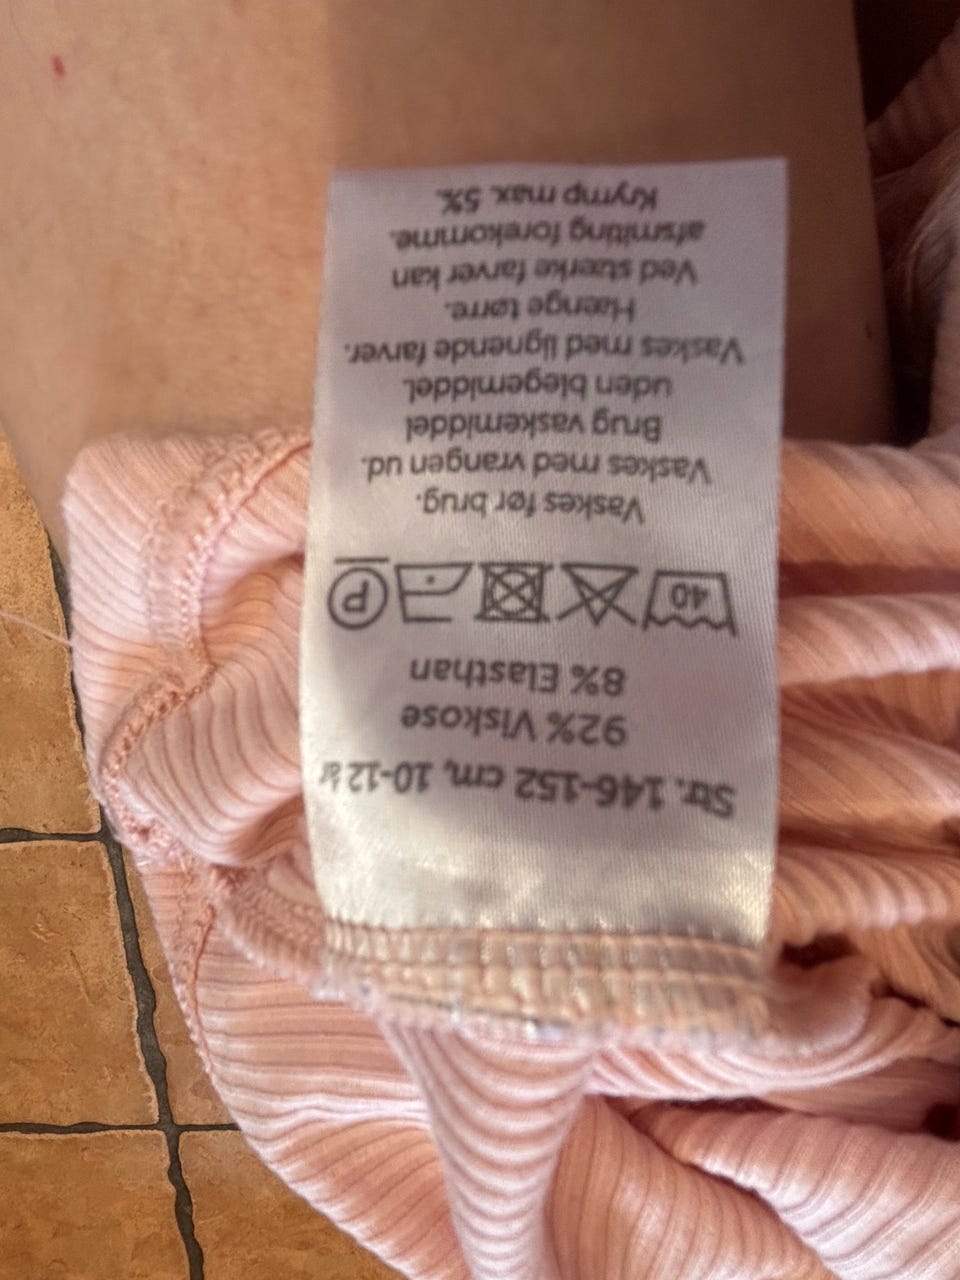 Str. 146-152 cm, 10-12 år
92% Viskose
8% Elasthan
40 P
Vaskes før brug.
Vaskes med vrangen ud.
Brug vaskemiddel
uden blegemiddel.
Vaskes med lignende farver.
Hænge tørre.
Ved stærke farver kan
afsmiting forekomme.
Krymp max. 5%.